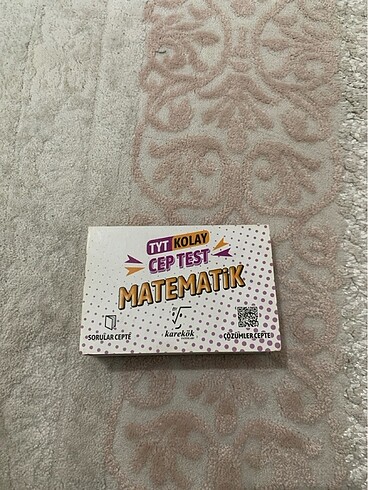 TYT KOLAY
CEP TEST
MATEMATİK
SORULAR CEPTE
karekök
ÇÖZÜMLER CEPTE